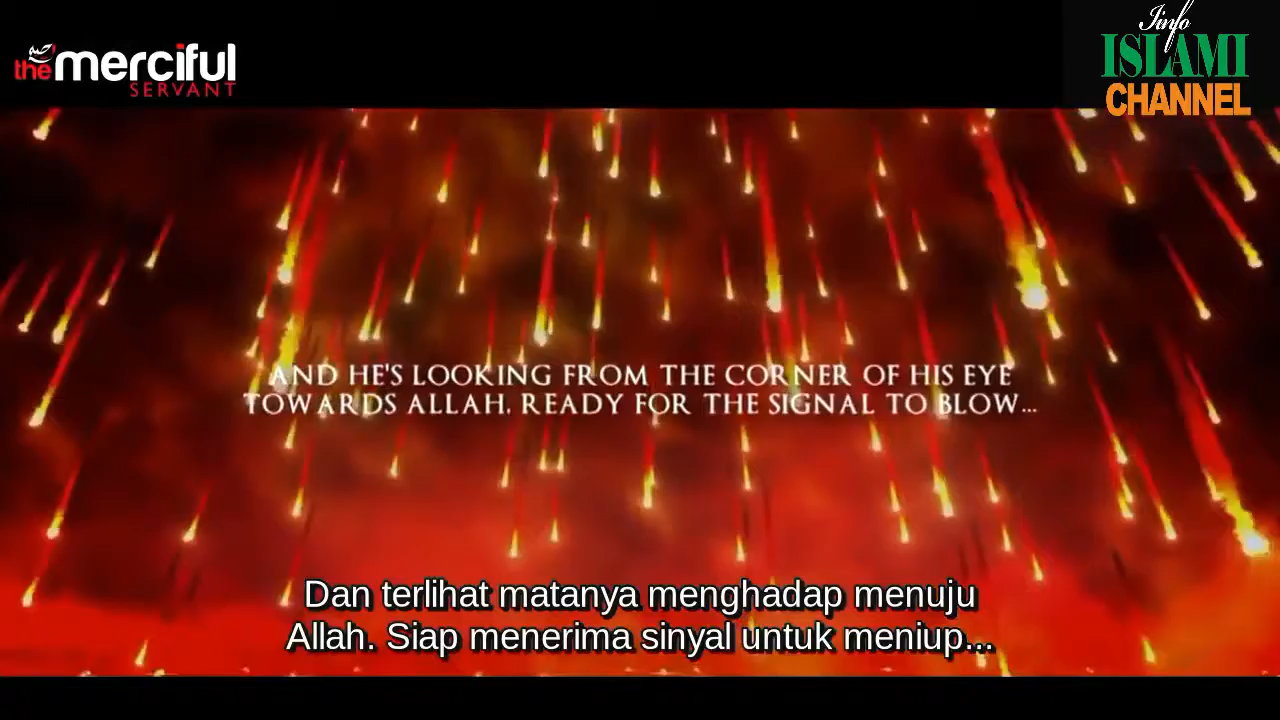 the merciful
SERVANT
Info
ISLAMI
CHANNEL
AND HE'S LOOKING FROM THE CORNER OF HIS EYE
TOWARDS ALLAH. READY FOR THE SIGNAL TO BLOW...
Dan terlihat matanya menghadap menuju
Allah. Siap menerima sinyal untuk meniup...